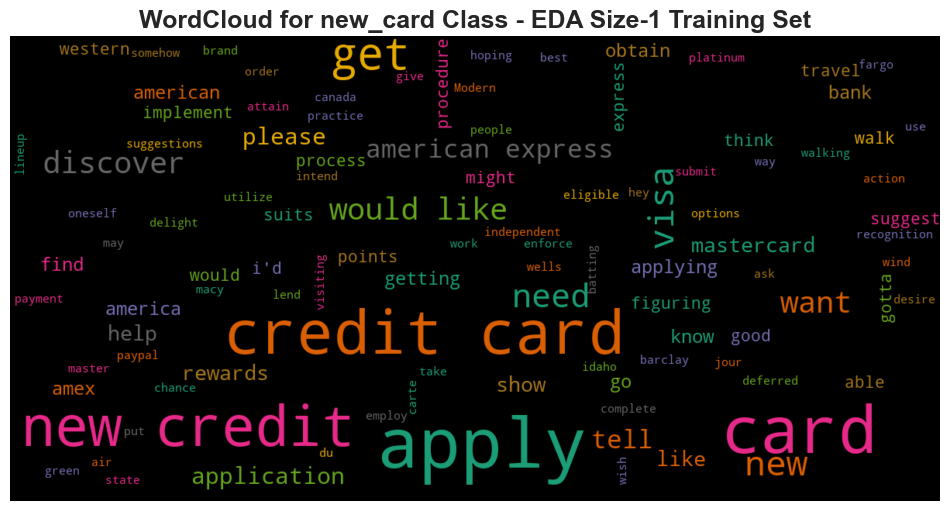 WordCloud for new_card Class - EDA Size-1 Training Set
western
somehow
brand
get
hoping
best
obtain
platinum
order
give
procedure
Modern
express
travel
fargo
american
attain
canada
bank
implement
practice
people
please
suggestions
american express
think
walk
use
lineup
discover
process
intend
might
visa
submit
walking
way
action
utilize
eligible
hey
oneself
delight
suits
would like
independent
options
suggest
recognition
may
work
enforce
mastercard
find
would
i'd
points
wells
batting
applying
ask
wind
payment
macy
lend
visiting
getting
need
figuring
want
gotta
desire
america
help
credit card
know
good
paypal
barclay
jour
master
rewards
take
idaho
amex
chance
carte
show
go
deferred
able
new credit
put
employ
complete
apply
tell
card
du
green
air
state
application
wish
like
new